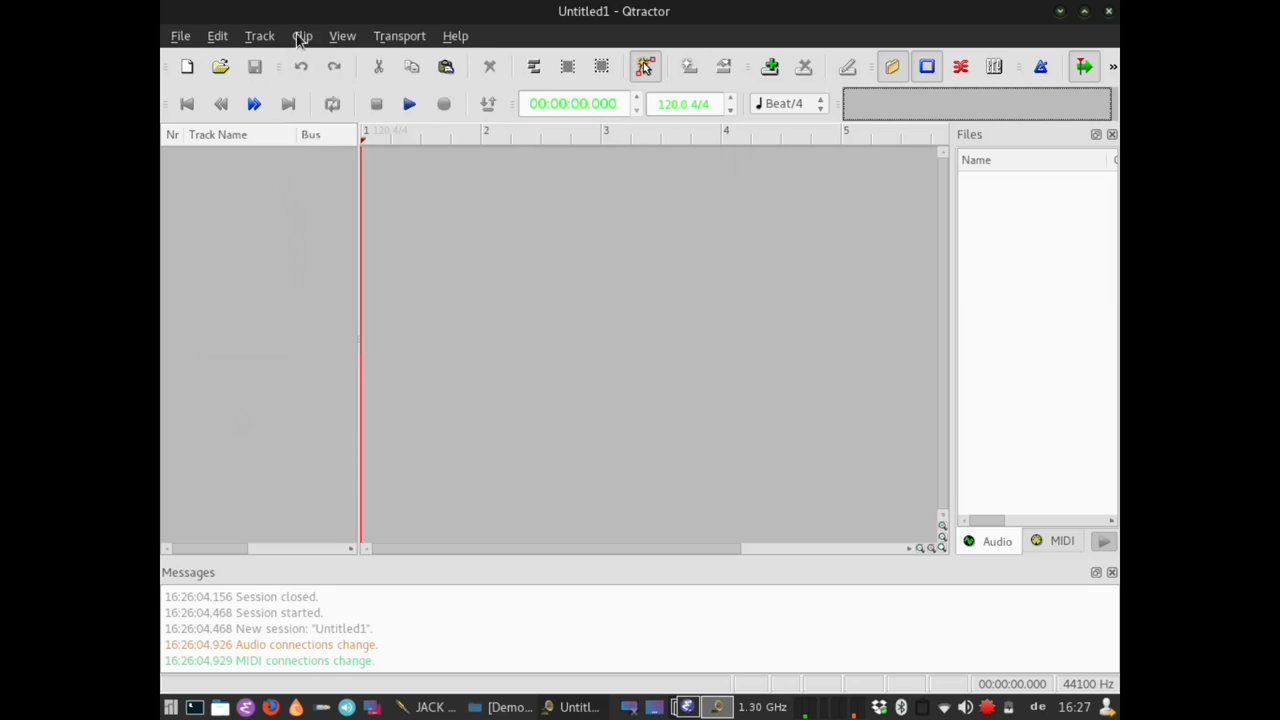 Untitled1 - Qtractor
File Edit Track Clip View Transport Help
»
00:00:00.000 120.0 4/4 Beat/4
Nr Track Name Bus 1 120 4/4 2 3 4 5 Files
Name
Audio MIDI
Messages
16:26:04.156 Session closed.
16:26:04.468 Session started.
16:26:04.468 New session: "Untitled1".
16:26:04.926 Audio connections change.
16:26:04.929 MIDI connections change.
00:00:00.000 44100 Hz
JACK ... [Demo... Untitl... 1.30 GHz de 16:27